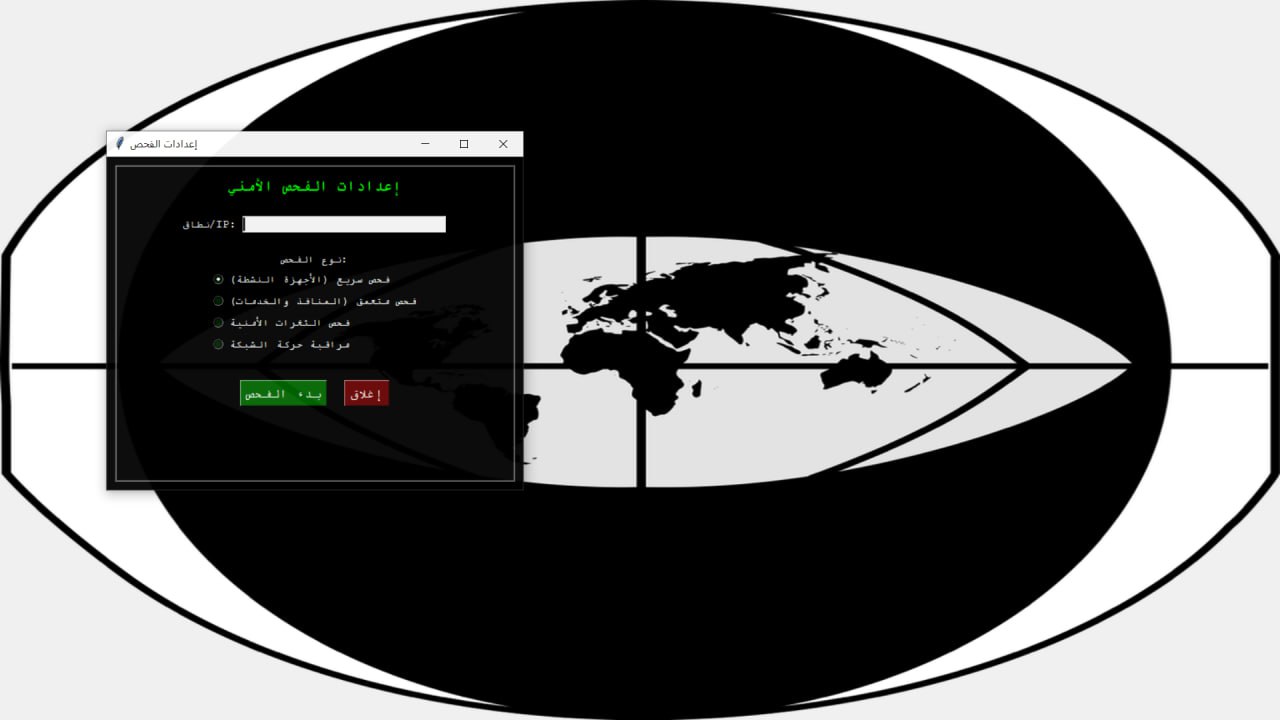 إعدادات الفحص
إعدادات الفحص الأمني
نطاق/IP:
نوع الفحص:
فحص سريع (الأجهزة النشطة)
فحص متعمق (المنافذ والخدمات)
فحص الثغرات الأمنية
مراقبة حركة الشبكة
بدء الفحص
إغلاق